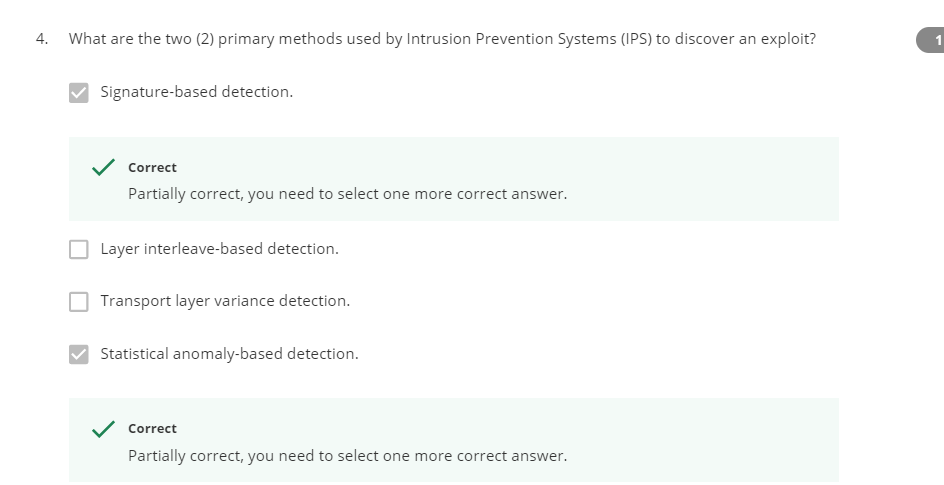 4. What are the two (2) primary methods used by Intrusion Prevention Systems (IPS) to discover an exploit?
1
Signature-based detection.
Correct
Partially correct, you need to select one more correct answer.
Layer interleave-based detection.
Transport layer variance detection.
Statistical anomaly-based detection.
Correct
Partially correct, you need to select one more correct answer.